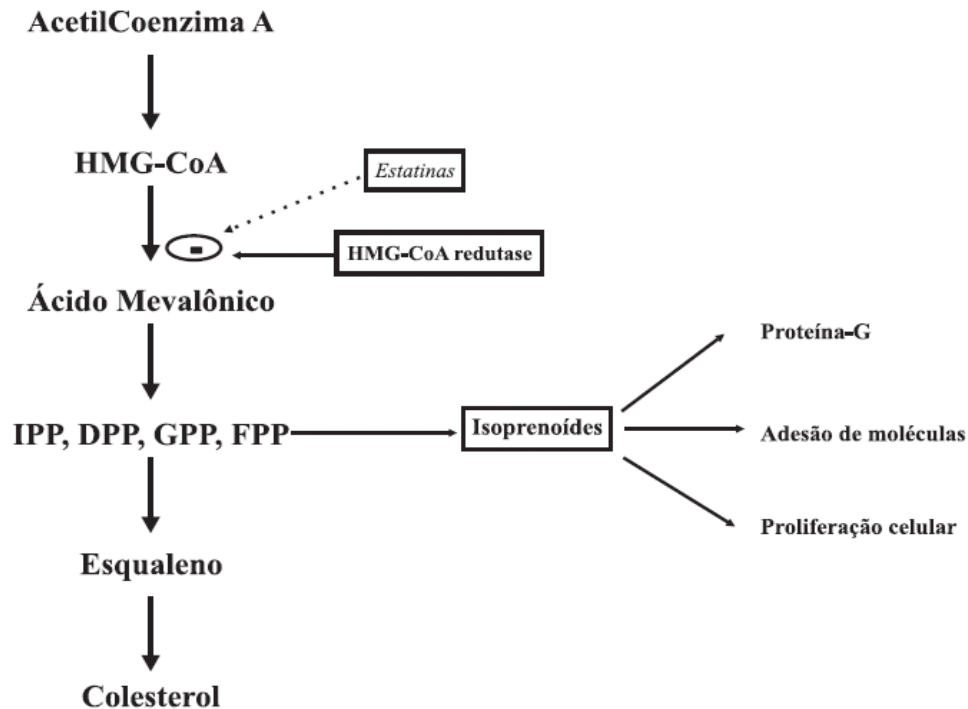 AcetilCoenzima A
HMG-CoA
Estatinas
-
HMG-CoA redutase
Ácido Mevalônico
Proteína-G
IPP, DPP, GPP, FPP
Isoprenoídes
Adesão de moléculas
Proliferação celular
Esqualeno
Colesterol